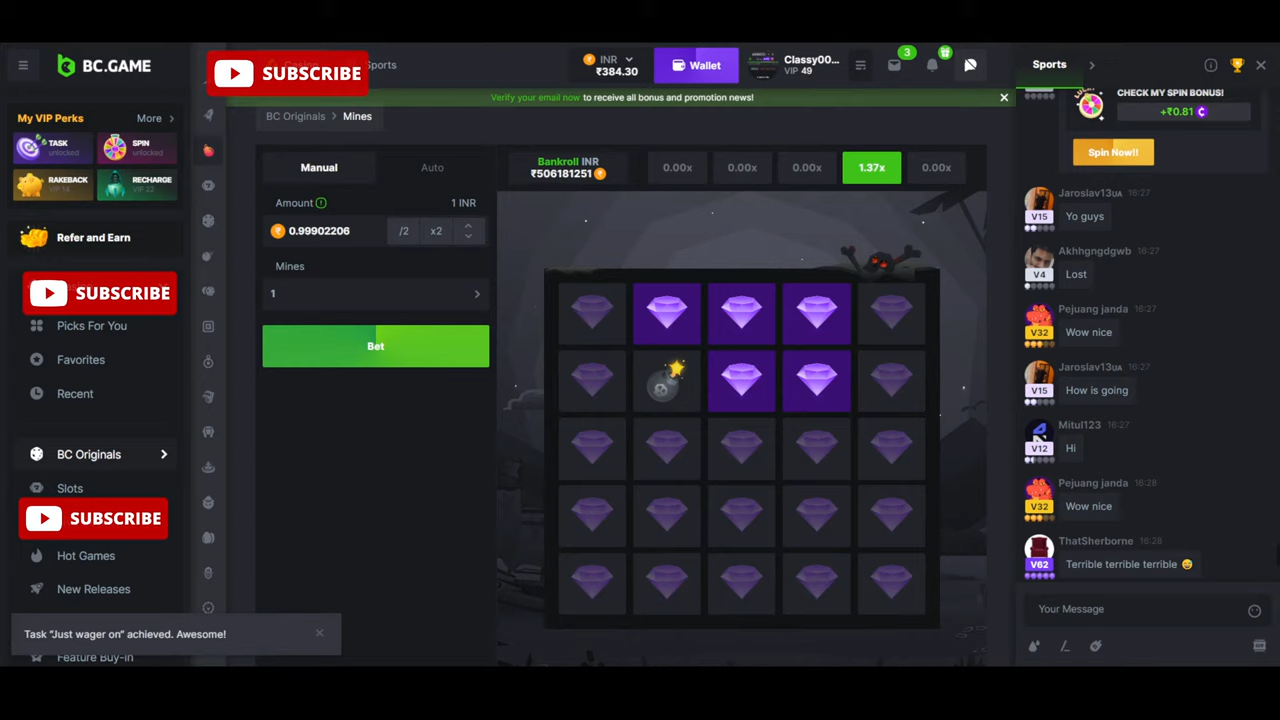 BC.GAME
SUBSCRIBE
Sports
INR
₹384.30
Wallet
Classy00...
VIP 49
3
Sports
Verify your email now to receive all bonus and promotion news!
My VIP Perks
More
TASK
unlocked
SPIN
unlocked
RAKEBACK
VIP 14
RECHARGE
VIP 22
Refer and Earn
SUBSCRIBE
Picks For You
Favorites
Recent
BC Originals
Slots
SUBSCRIBE
Hot Games
New Releases
Feature Buy-in
Task "Just wager on" achieved. Awesome!
BC Originals
Mines
Manual
Auto
Amount
1 INR
0.99902206
/2
x2
Mines
1
Bet
Bankroll INR
₹506181251
0.00x
0.00x
0.00x
1.37x
0.00x
CHECK MY SPIN BONUS!
+₹0.81
Spin Now!!
Jaroslav13UA 16:27
V15
Yo guys
Akhhgngdgwb 16:27
V4
Lost
Pejuang janda 16:27
V32
Wow nice
Jaroslav13UA 16:27
V15
How is going
Mitul123 16:27
V12
Hi
Pejuang janda 16:28
V32
Wow nice
ThatSherborne 16:28
V62
Terrible terrible terrible 😅
Your Message